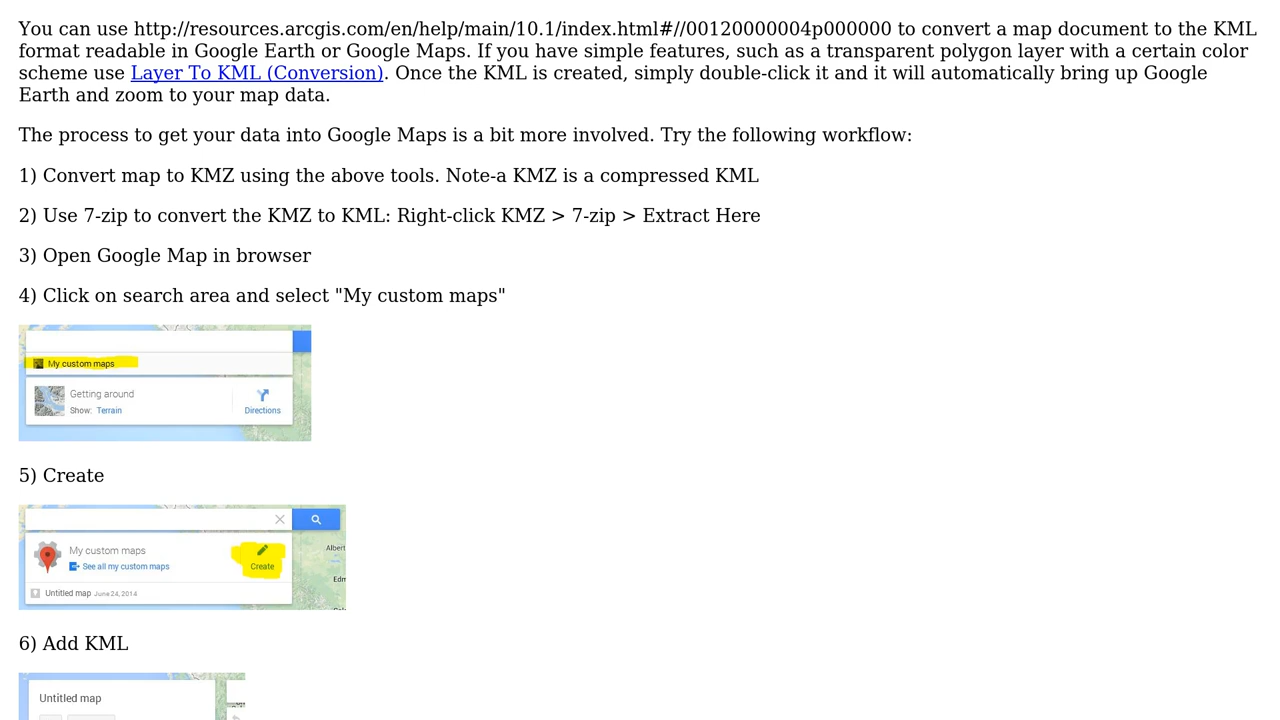 You can use http://resources.arcgis.com/en/help/main/10.1/index.html#//00120000004p000000 to convert a map document to the KML
format readable in Google Earth or Google Maps. If you have simple features, such as a transparent polygon layer with a certain color
scheme use Layer To KML (Conversion). Once the KML is created, simply double-click it and it will automatically bring up Google
Earth and zoom to your map data.
The process to get your data into Google Maps is a bit more involved. Try the following workflow:
1) Convert map to KMZ using the above tools. Note-a KMZ is a compressed KML
2) Use 7-zip to convert the KMZ to KML: Right-click KMZ > 7-zip > Extract Here
3) Open Google Map in browser
4) Click on search area and select "My custom maps"
My custom maps
Getting around
Show: Terrain
Directions
5) Create
My custom maps
See all my custom maps
Create
Albert
Edm
Untitled map June 24, 2014
6) Add KML
Untitled map